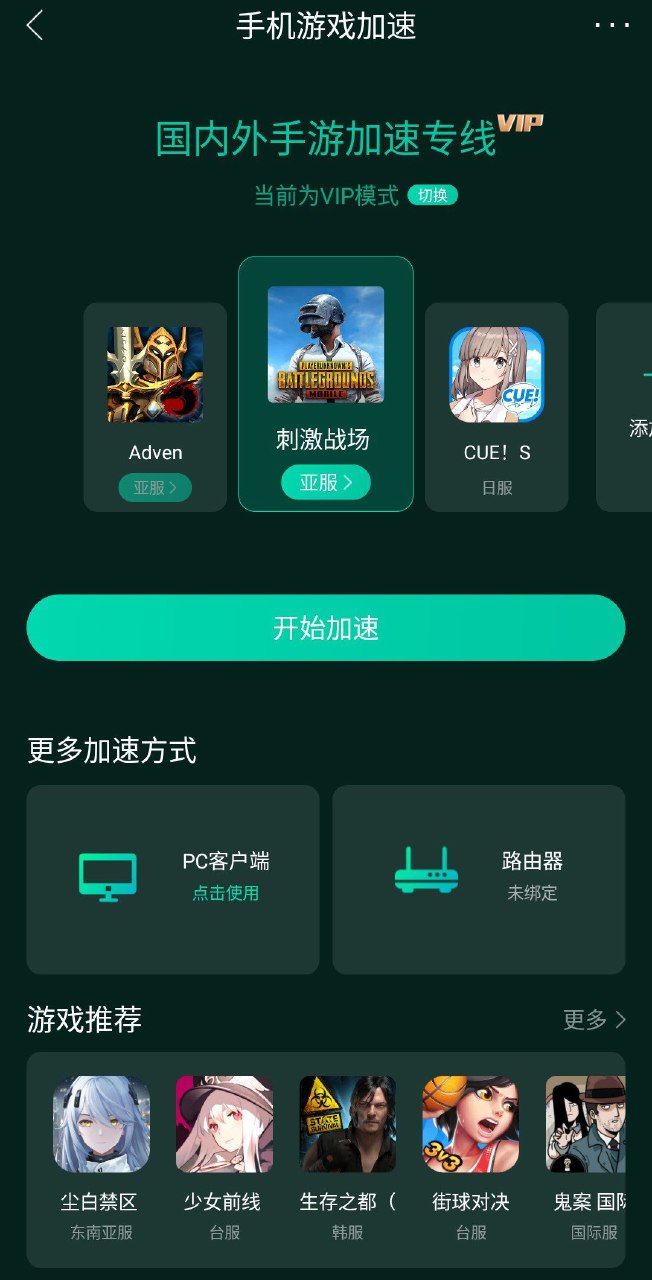 手机游戏加速
国内外手游加速专线VIP
当前为VIP模式 切换
Adven
亚服
PLAYERUNKNOWN'S
BATTLEGROUNDS
MOBILE
刺激战场
亚服
CUE!
CUE！S
日服
添加
开始加速
更多加速方式
PC客户端
点击使用
路由器
未绑定
游戏推荐
更多
尘白禁区
东南亚服
少女前线
台服
STATE
SURVIVAL
生存之都（
韩服
3v3
街球对决
台服
鬼案 国际
国际服